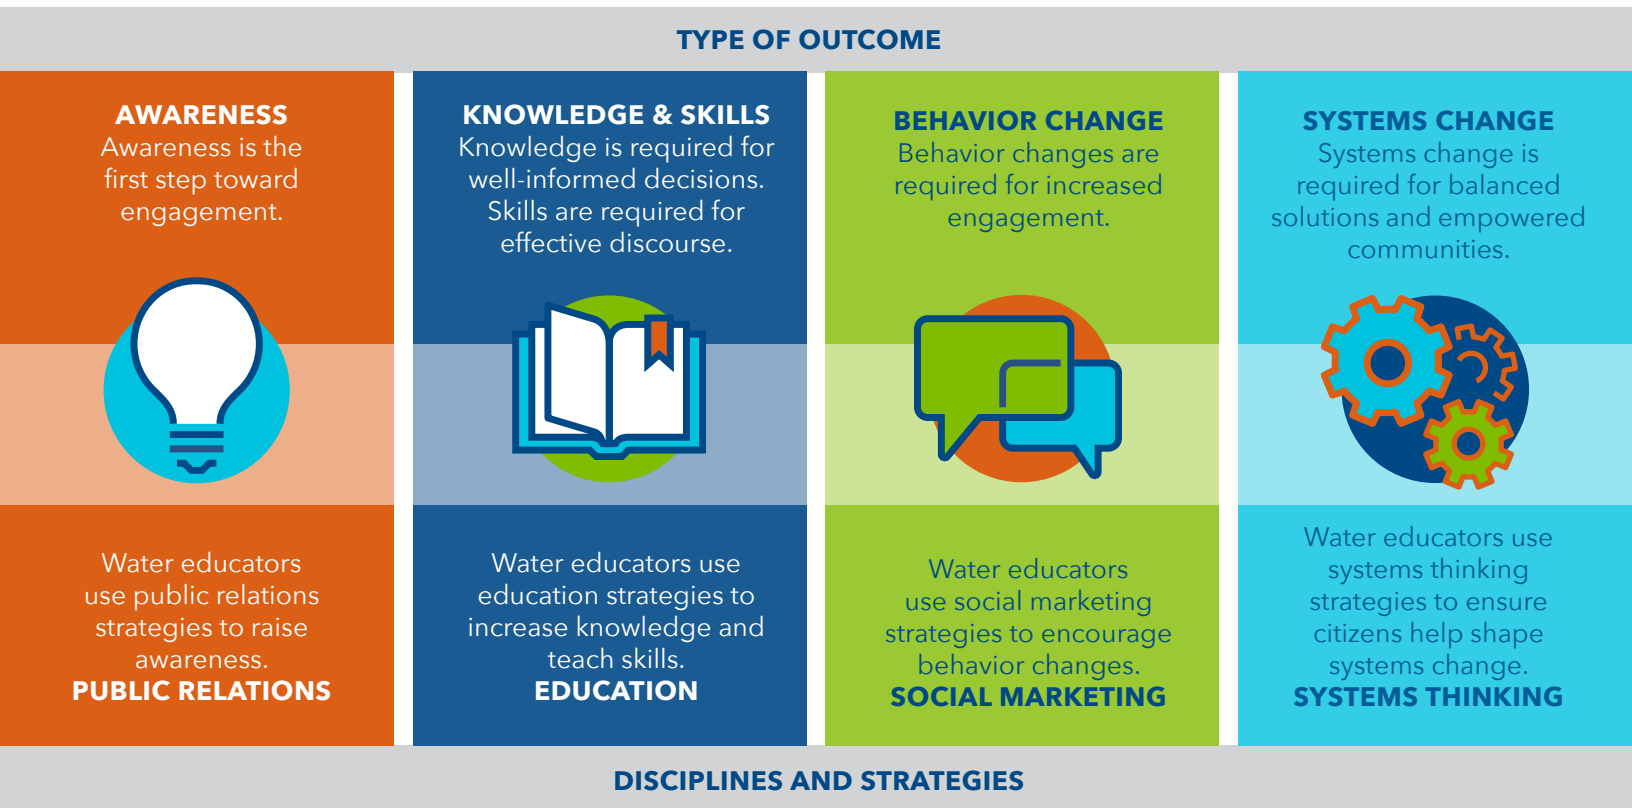 TYPE OF OUTCOME
AWARENESS
Awareness is the
first step toward
engagement.
KNOWLEDGE & SKILLS
Knowledge is required for
well-informed decisions.
Skills are required for
effective discourse.
BEHAVIOR CHANGE
Behavior changes are
required for increased
engagement.
SYSTEMS CHANGE
Systems change is
required for balanced
solutions and empowered
communities.
Water educators
use public relations
strategies to raise
awareness.
PUBLIC RELATIONS
Water educators use
education strategies to
increase knowledge and
teach skills.
EDUCATION
Water educators
use social marketing
strategies to encourage
behavior changes.
SOCIAL MARKETING
Water educators use
systems thinking
strategies to ensure
citizens help shape
systems change.
SYSTEMS THINKING
DISCIPLINES AND STRATEGIES